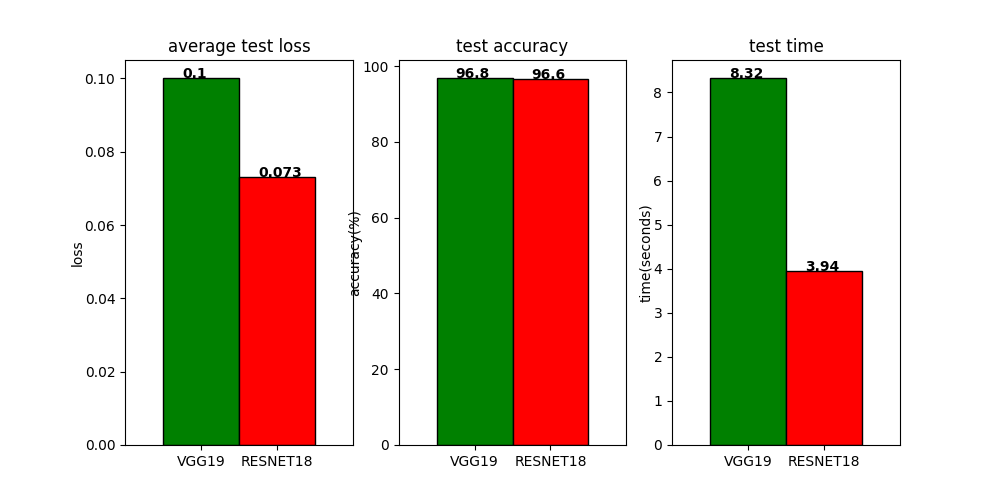 average test loss
test accuracy
test time
0.10
0.08
0.06
0.04
0.02
0.00
loss
0.1
0.073
VGG19
RESNET18
100
80
60
40
20
0
accuracy(%)
96.8
96.6
VGG19
RESNET18
8
7
6
5
4
3
2
1
0
time(seconds)
8.32
3.94
VGG19
RESNET18